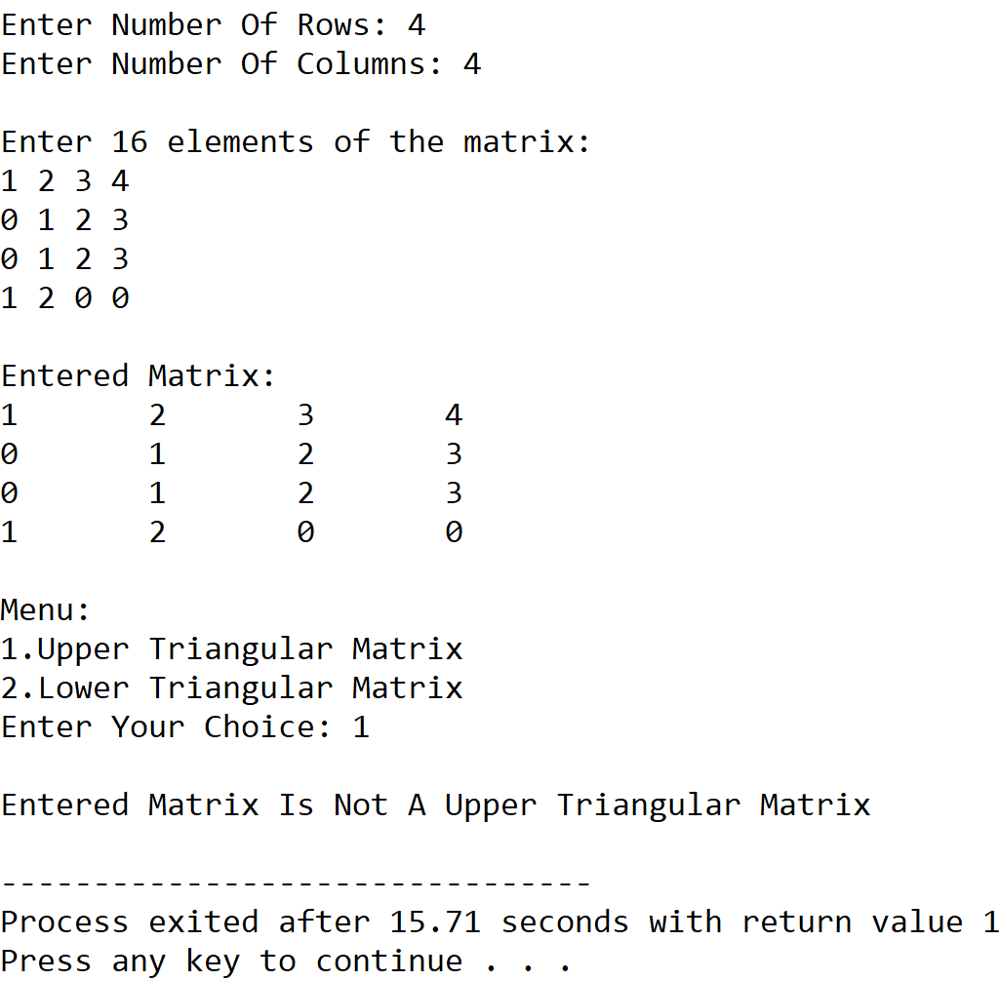 Enter Number Of Rows: 4
Enter Number Of Columns: 4
Enter 16 elements of the matrix:
1 2 3 4
0 1 2 3
0 1 2 3
1 2 0 0
Entered Matrix:
1 2 3 4
0 1 2 3
0 1 2 3
1 2 0 0
Menu:
1.Upper Triangular Matrix
2.Lower Triangular Matrix
Enter Your Choice: 1
Entered Matrix Is Not A Upper Triangular Matrix
--------------------------------
Process exited after 15.71 seconds with return value 1
Press any key to continue . . .